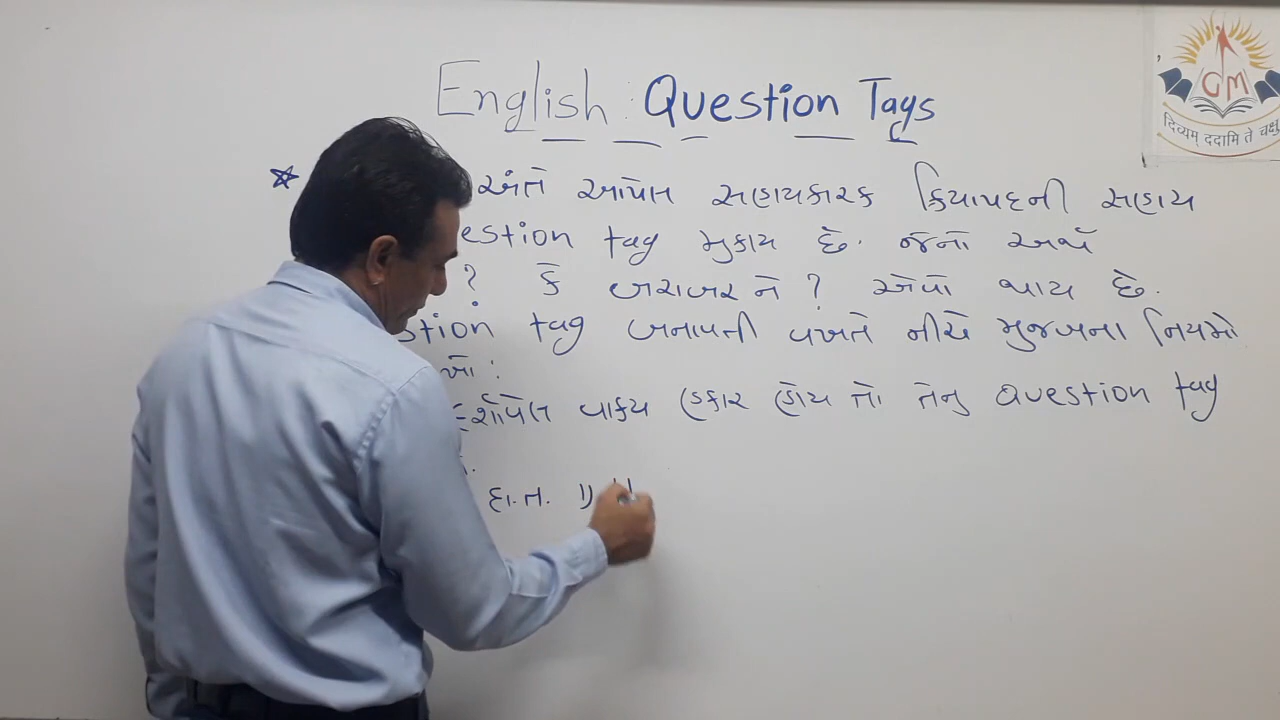 English : Question Tags
GM
દિવ્યમ્ દદામિ તે ચક્ષુ
અંતે આપેલ સહાયકારક ક્રિયાપદની સહાય
estion tag મુકાય છે. જેનો અર્થ
? કે બરાબર ને ? એવો થાય છે.
stion tag બનાવતી વખતે નીચે મુજબના નિયમો
ખો :
દર્શાવેલ વાક્ય હકાર હોય તો તેનુ Question tag
દા.ત. 1)